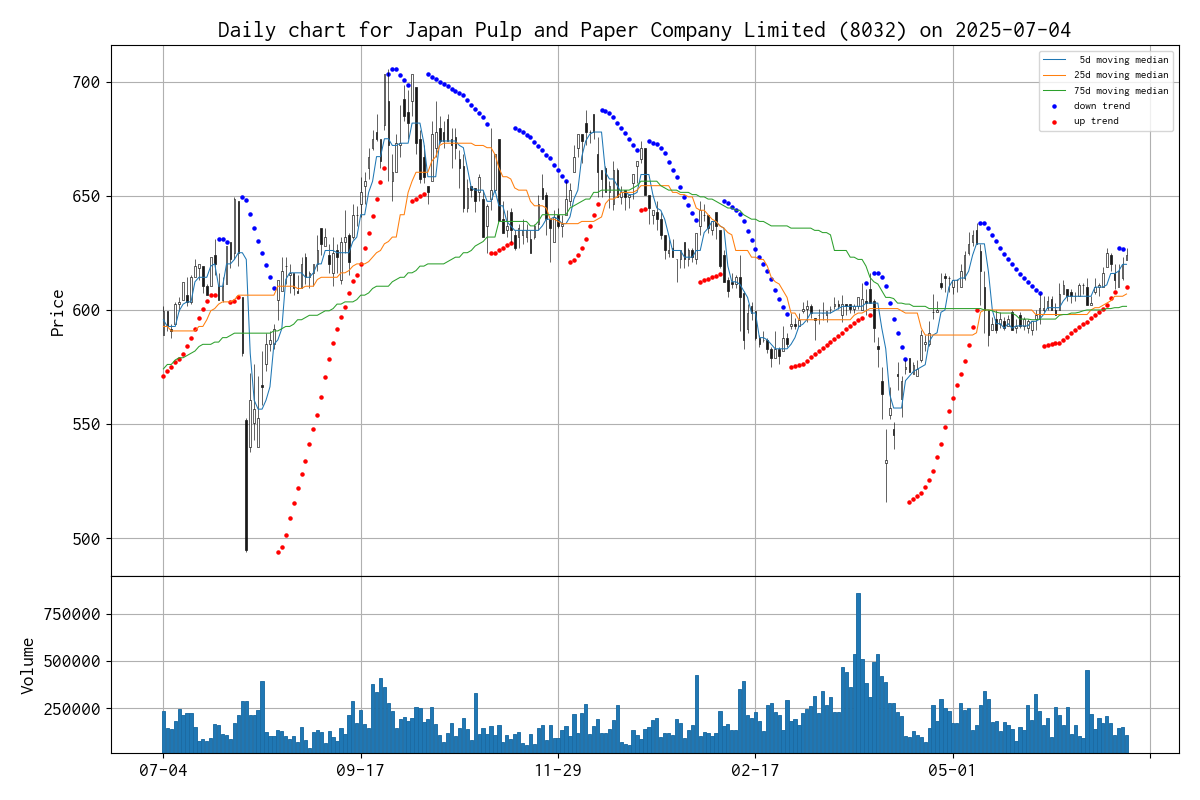 Daily chart for Japan Pulp and Paper Company Limited (8032) on 2025-07-04
5d moving median
25d moving median
75d moving median
down trend
up trend
700
650
600
550
500
Price
750000
500000
250000
Volume
07-04
09-17
11-29
02-17
05-01